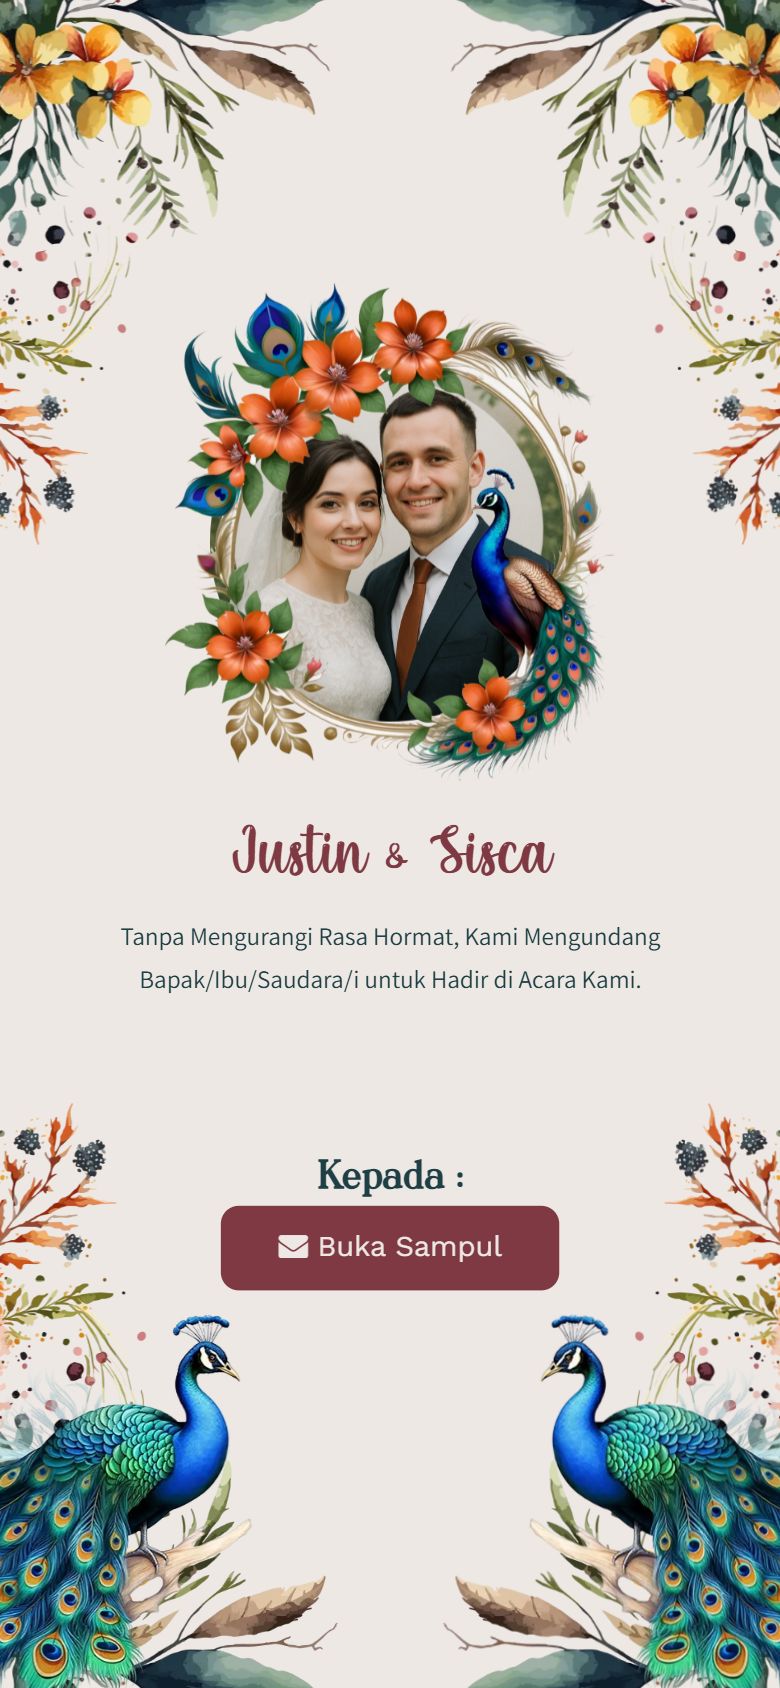 Justin & Sisca
Tanpa Mengurangi Rasa Hormat, Kami Mengundang
Bapak/Ibu/Saudara/i untuk Hadir di Acara Kami.
Kepada :
Buka Sampul